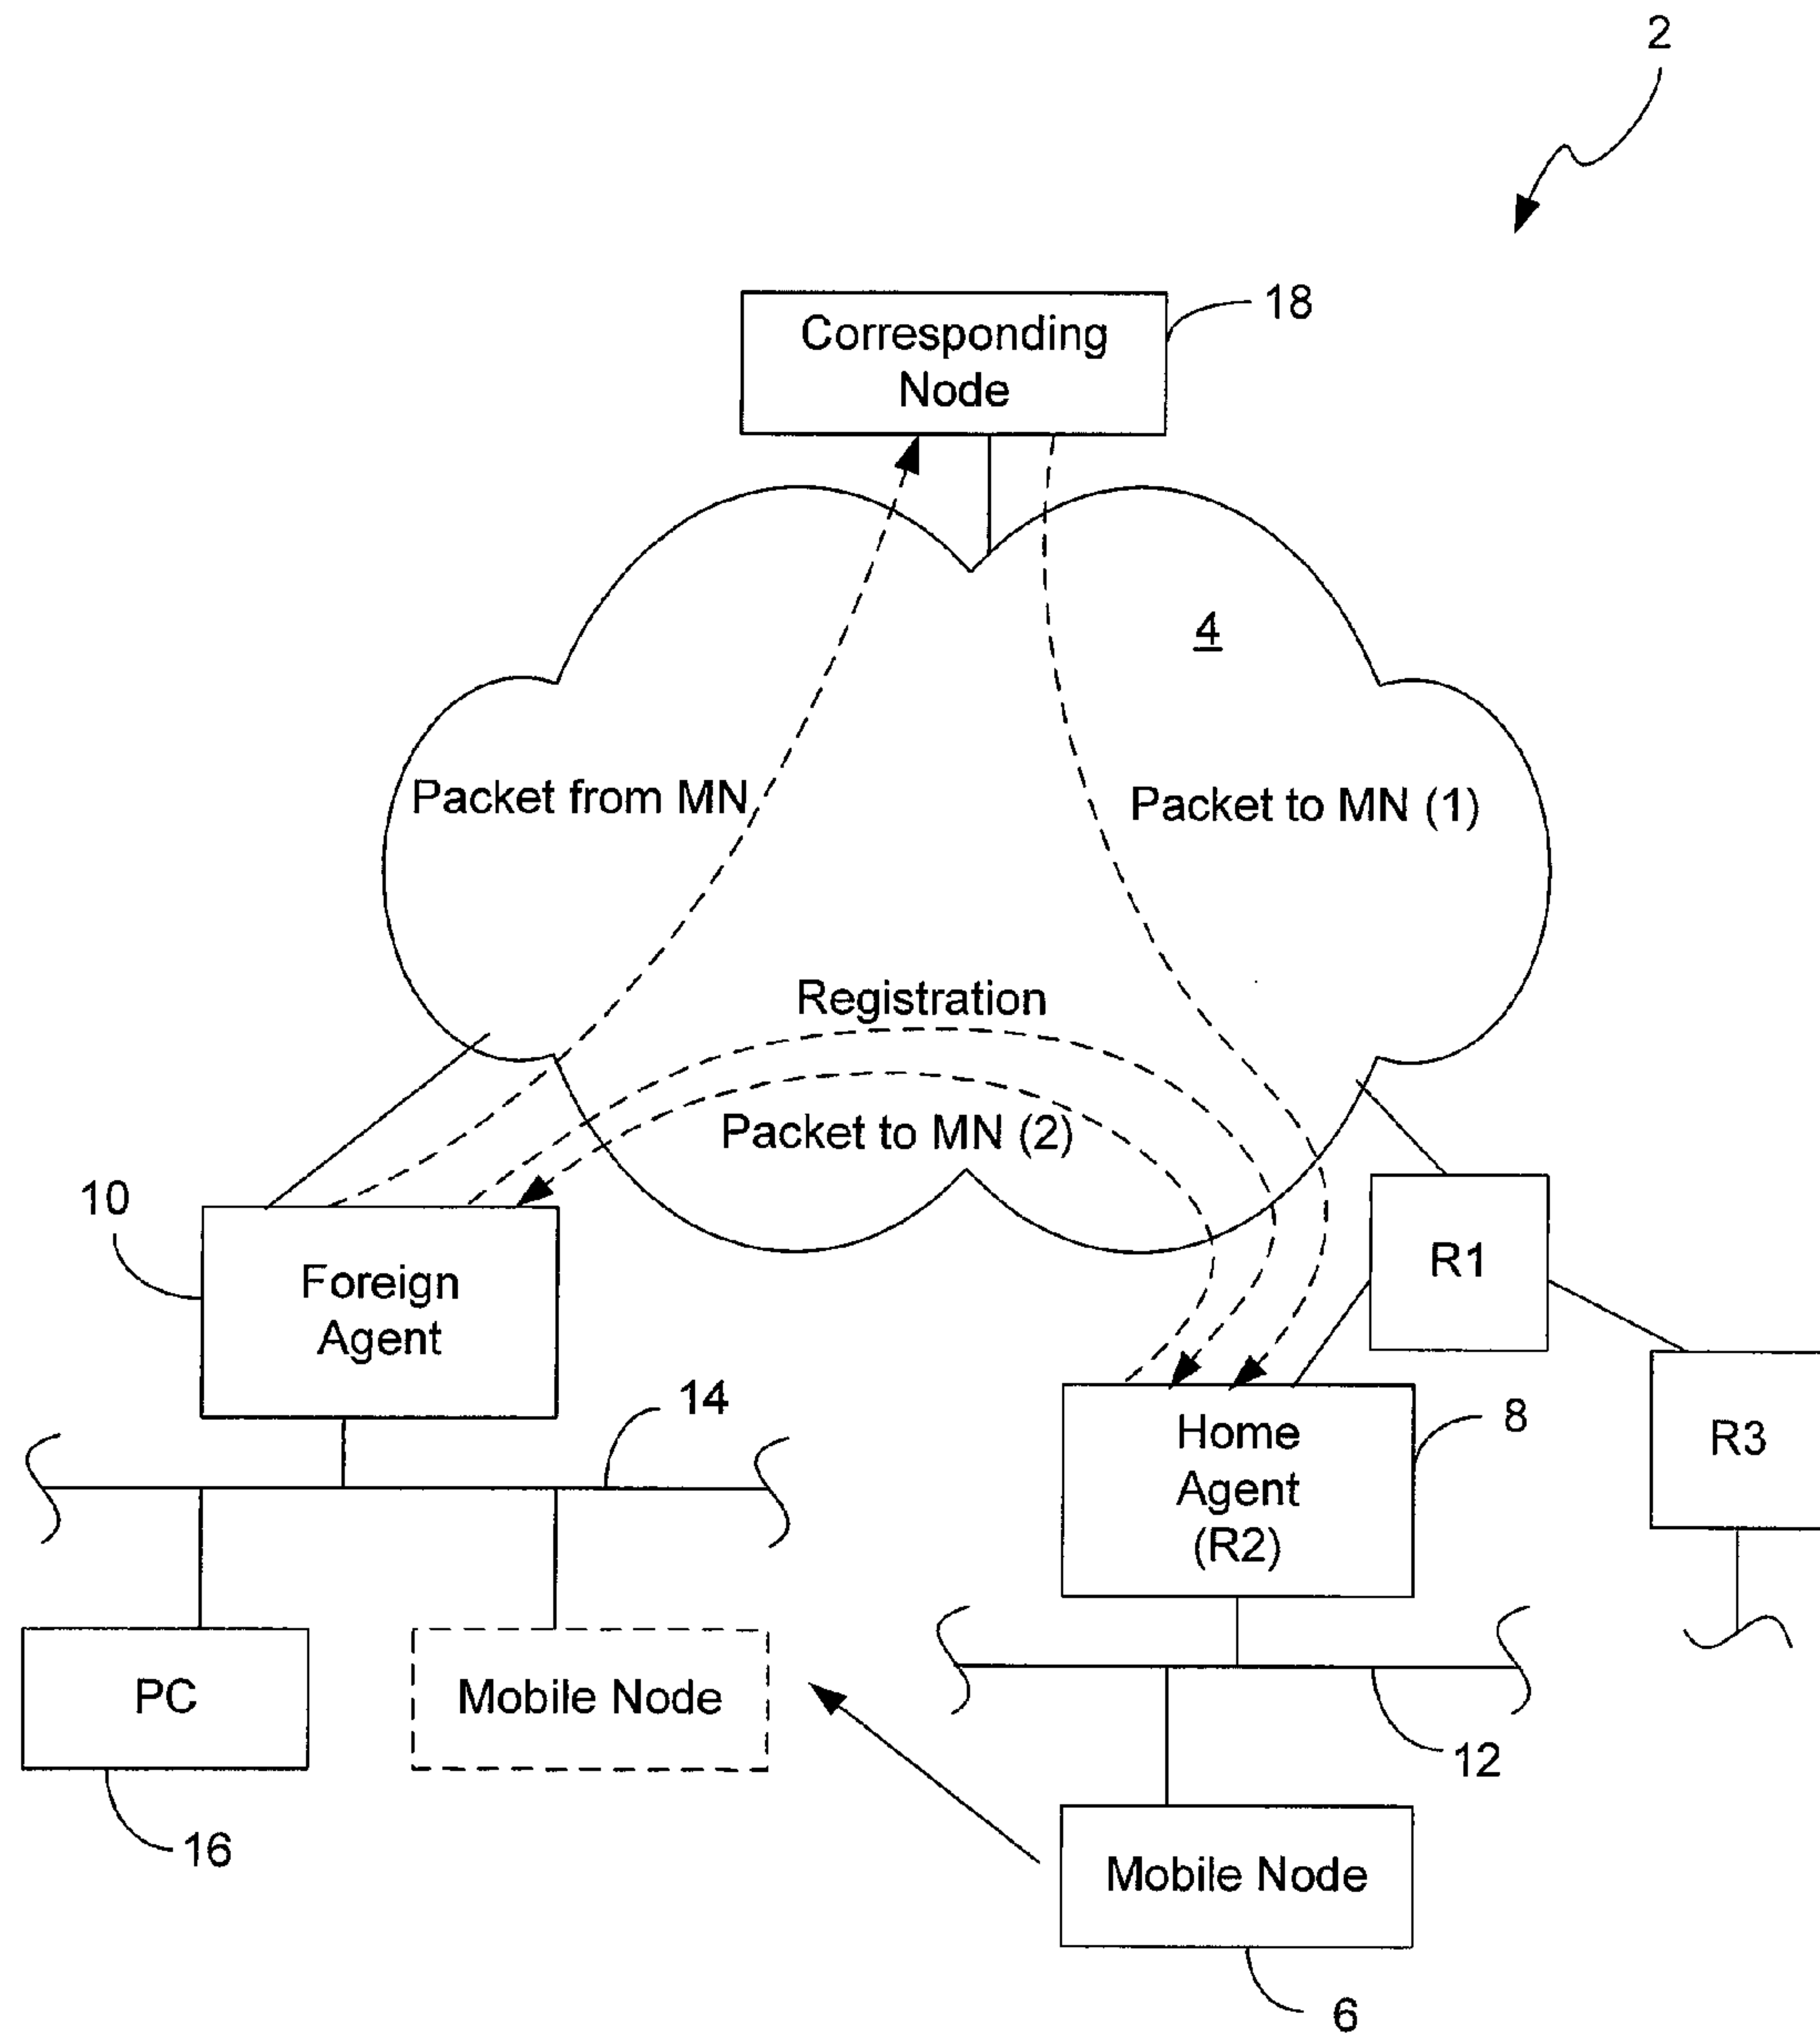 2
Corresponding
Node
18
4
Packet from MN
Packet to MN (1)
Registration
Packet to MN (2)
10
Foreign
Agent
R1
14
Home
Agent
(R2)
8
R3
PC
Mobile Node
12
16
Mobile Node
6